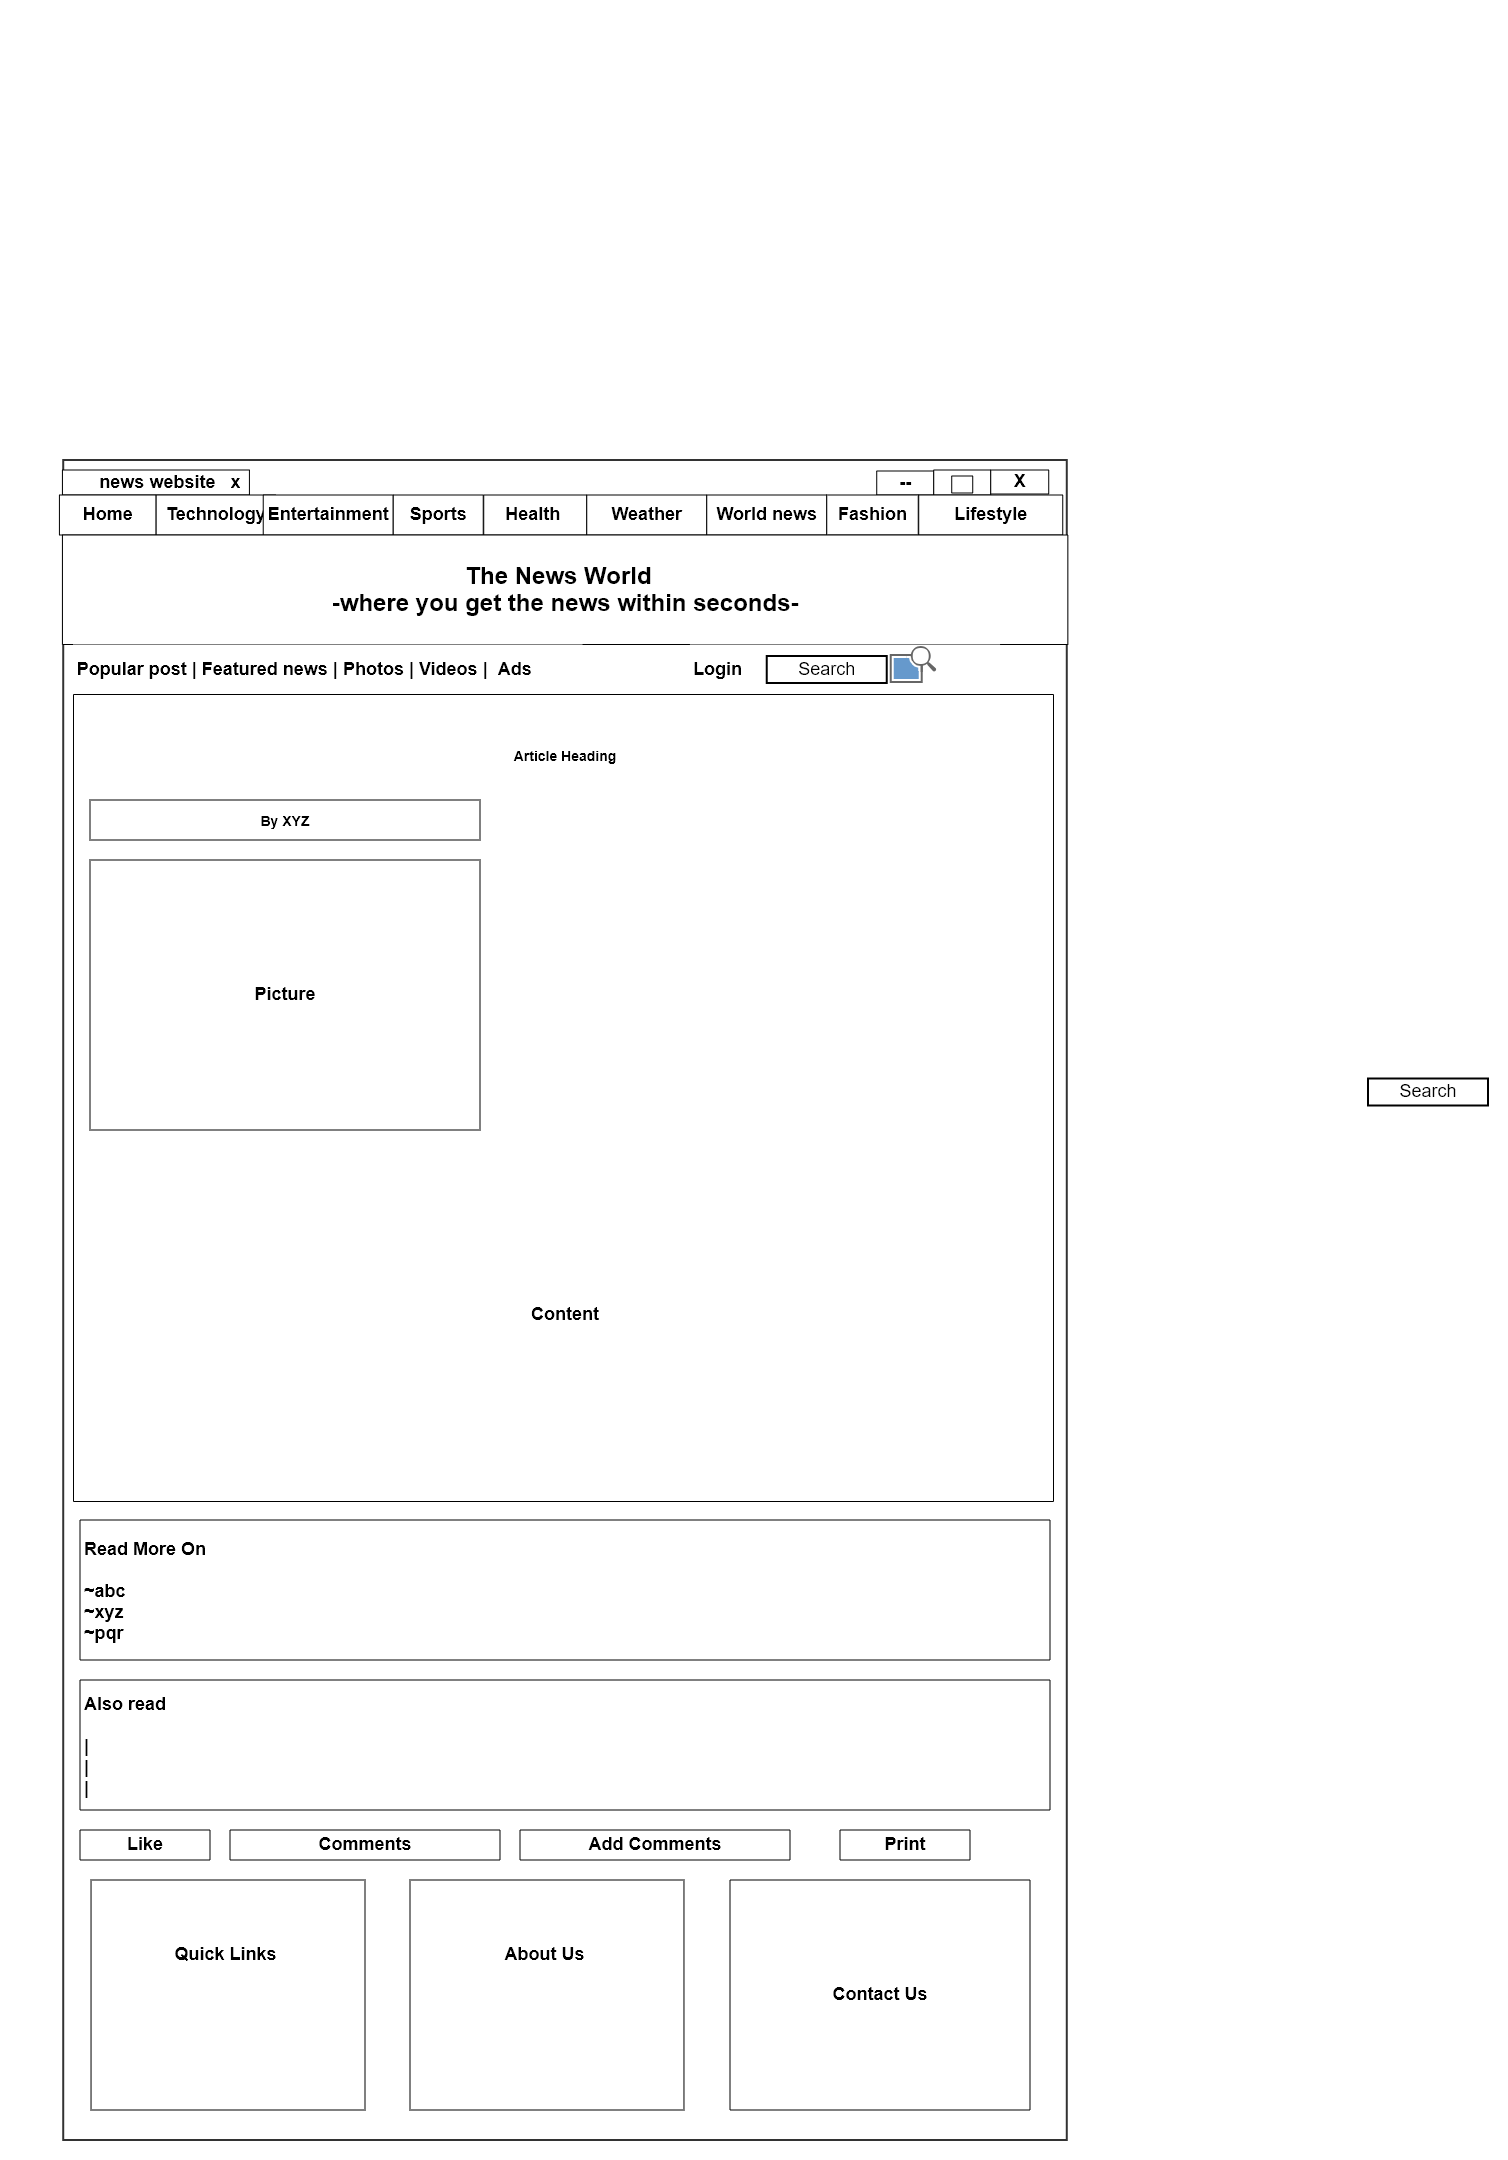 news website x
-- X
Home Technology Entertainment Sports Health Weather World news Fashion Lifestyle
The News World
-where you get the news within seconds-
Popular post | Featured news | Photos | Videos | Ads Login Search
Article Heading
By XYZ
Picture
Search
Content
Read More On
~abc
~xyz
~pqr
Also read
|
|
|
Like Comments Add Comments Print
Quick Links About Us
Contact Us